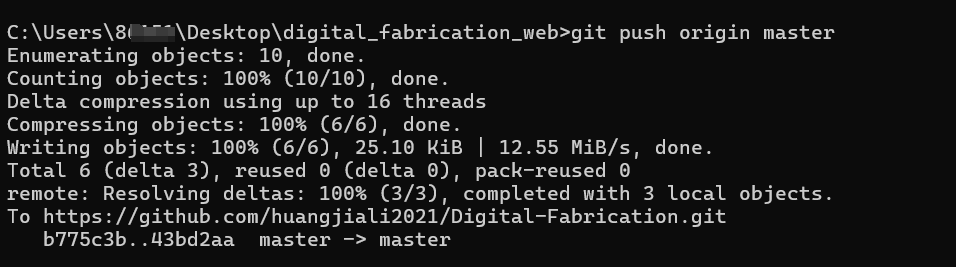 C:\Users\8\Desktop\digital_fabrication_web>git push origin master
Enumerating objects: 10, done.
Counting objects: 100% (10/10), done.
Delta compression using up to 16 threads
Compressing objects: 100% (6/6), done.
Writing objects: 100% (6/6), 25.10 KiB | 12.55 MiB/s, done.
Total 6 (delta 3), reused 0 (delta 0), pack-reused 0
remote: Resolving deltas: 100% (3/3), completed with 3 local objects.
To https://github.com/huangjiali2021/Digital-Fabrication.git
   b775c3b..43bd2aa  master -> master